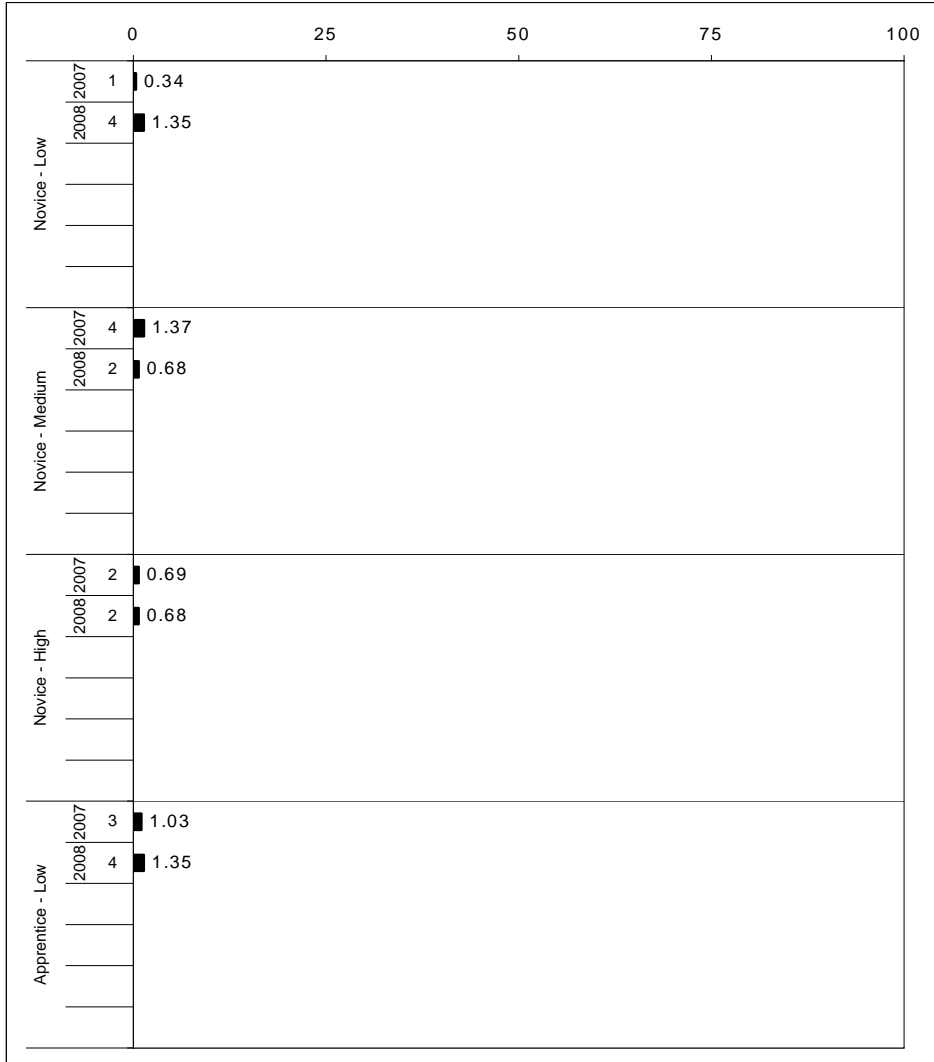 0 25 50 75 100
Novice - Low
2007 1 0.34
2008 4 1.35
Novice - Medium
2007 4 1.37
2008 2 0.68
Novice - High
2007 2 0.69
2008 2 0.68
Apprentice - Low
2007 3 1.03
2008 4 1.35